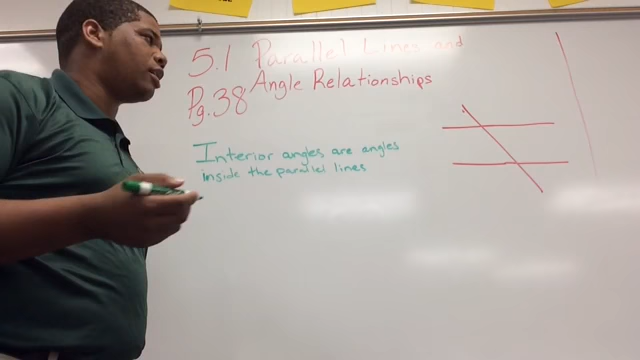 5.1 Parallel Lines and
Pg.38 Angle Relationships
Interior angles are angles
inside the parallel lines